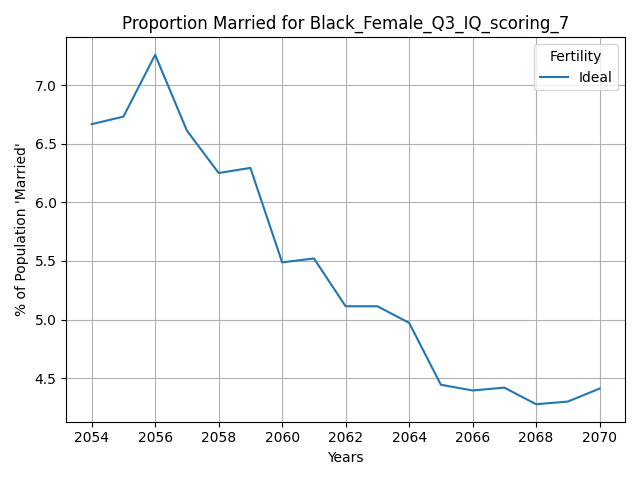 Proportion Married for Black_Female_Q3_IQ_scoring_7
Fertility
Ideal
% of Population 'Married'
7.0
6.5
6.0
5.5
5.0
4.5
2054 2056 2058 2060 2062 2064 2066 2068 2070
Years